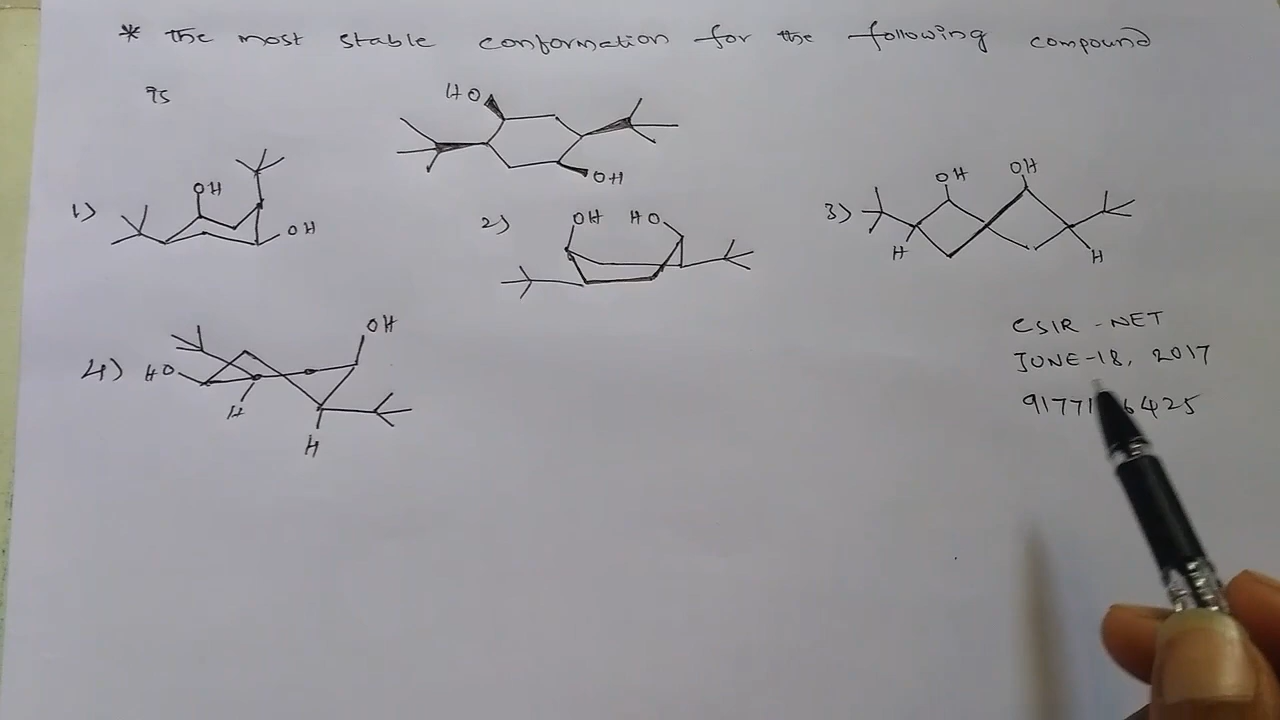 * The most stable conformation for the following compound
is
HO
OH
1) OH
OH
2) OH HO
3) OH OH
H H
4) HO OH
H
H
CSIR - NET
JUNE-18, 2017